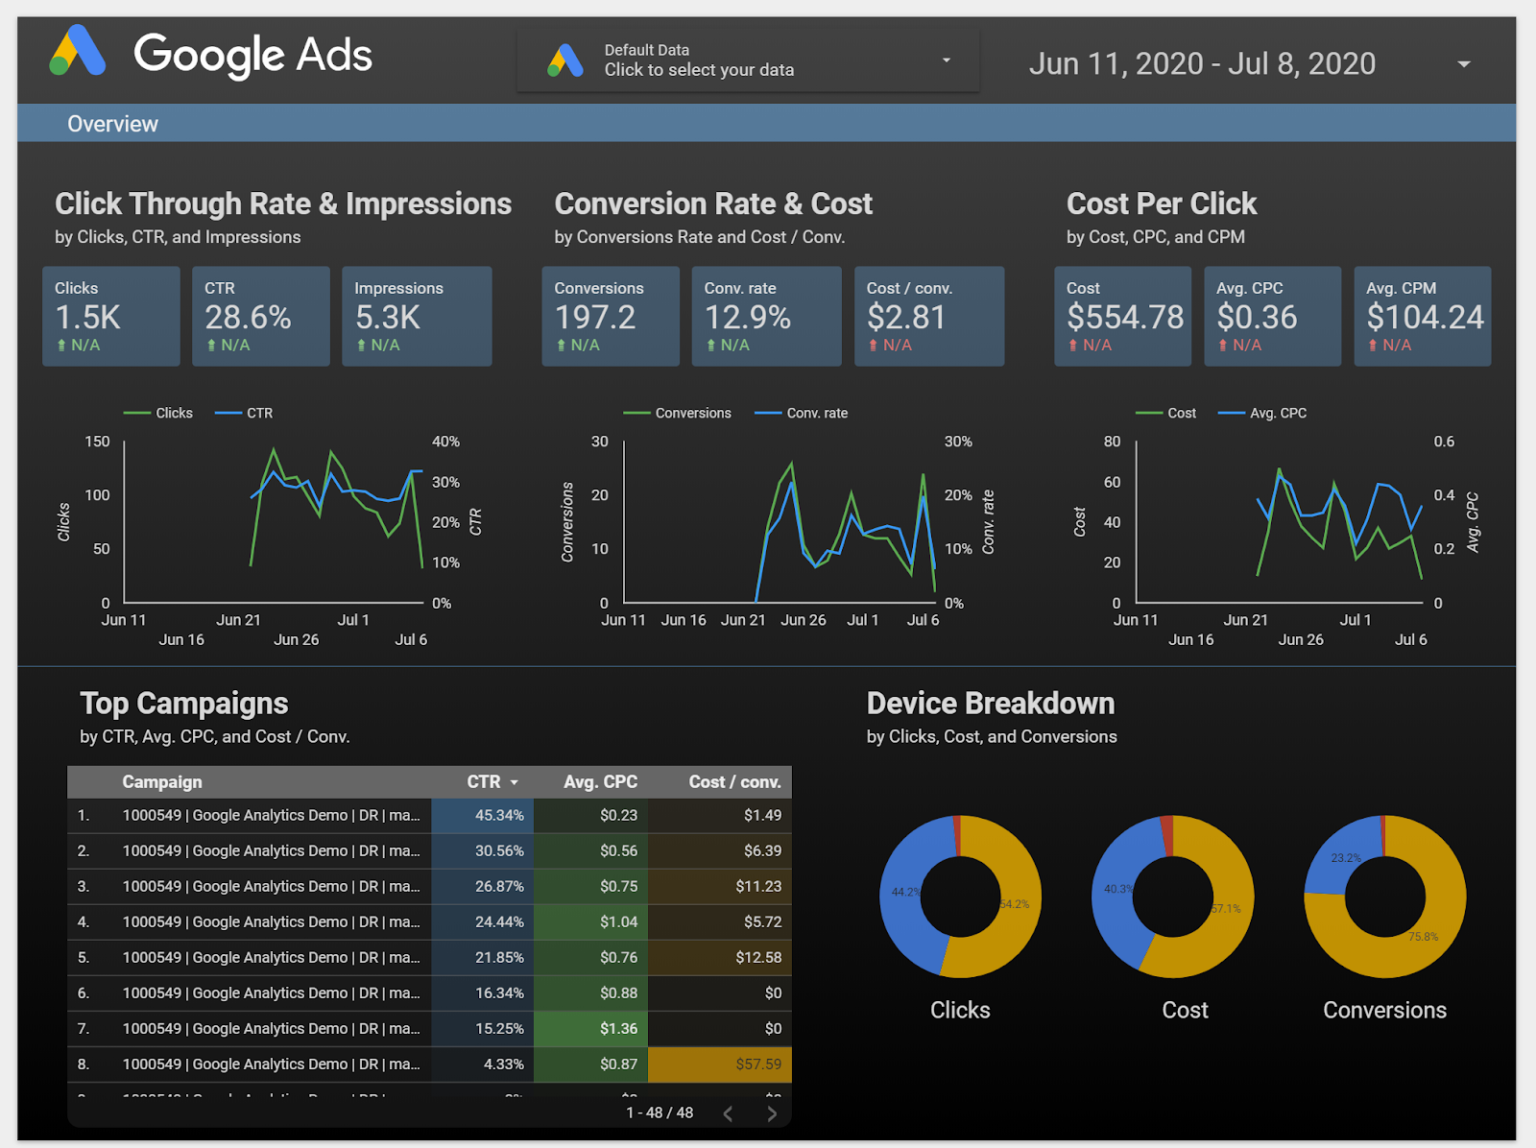 Google Ads
Default Data
Click to select your data
Jun 11, 2020 - Jul 8, 2020
Overview
Click Through Rate & Impressions
by Clicks, CTR, and Impressions
Conversion Rate & Cost
by Conversions Rate and Cost / Conv.
Cost Per Click
by Cost, CPC, and CPM
Clicks
1.5K
N/A
CTR
28.6%
N/A
Impressions
5.3K
N/A
Conversions
197.2
N/A
Conv. rate
12.9%
N/A
Cost / conv.
$2.81
N/A
Cost
$554.78
N/A
Avg. CPC
$0.36
N/A
Avg. CPM
$104.24
N/A
Clicks CTR
150
100
50
0
Clicks
40%
30%
20%
10%
0%
CTR
Jun 11 Jun 21 Jul 1
Jun 16 Jun 26 Jul 6
Conversions Conv. rate
30
20
10
0
Conversions
30%
20%
10%
0%
Conv. rate
Jun 11 Jun 16 Jun 21 Jun 26 Jul 1 Jul 6
Cost Avg. CPC
80
60
40
20
0
Cost
0.6
0.4
0.2
0
Avg. CPC
Jun 11 Jun 21 Jul 1
Jun 16 Jun 26 Jul 6
Top Campaigns
by CTR, Avg. CPC, and Cost / Conv.
Campaign CTR Avg. CPC Cost / conv.
1. 1000549 | Google Analytics Demo | DR | ma... 45.34% $0.23 $1.49
2. 1000549 | Google Analytics Demo | DR | ma... 30.56% $0.56 $6.39
3. 1000549 | Google Analytics Demo | DR | ma... 26.87% $0.75 $11.23
4. 1000549 | Google Analytics Demo | DR | ma... 24.44% $1.04 $5.72
5. 1000549 | Google Analytics Demo | DR | ma... 21.85% $0.76 $12.58
6. 1000549 | Google Analytics Demo | DR | ma... 16.34% $0.88 $0
7. 1000549 | Google Analytics Demo | DR | ma... 15.25% $1.36 $0
8. 1000549 | Google Analytics Demo | DR | ma... 4.33% $0.87 $57.59
1 - 48 / 48
Device Breakdown
by Clicks, Cost, and Conversions
44.2%
54.2%
Clicks
40.3%
57.1%
Cost
23.2%
75.8%
Conversions